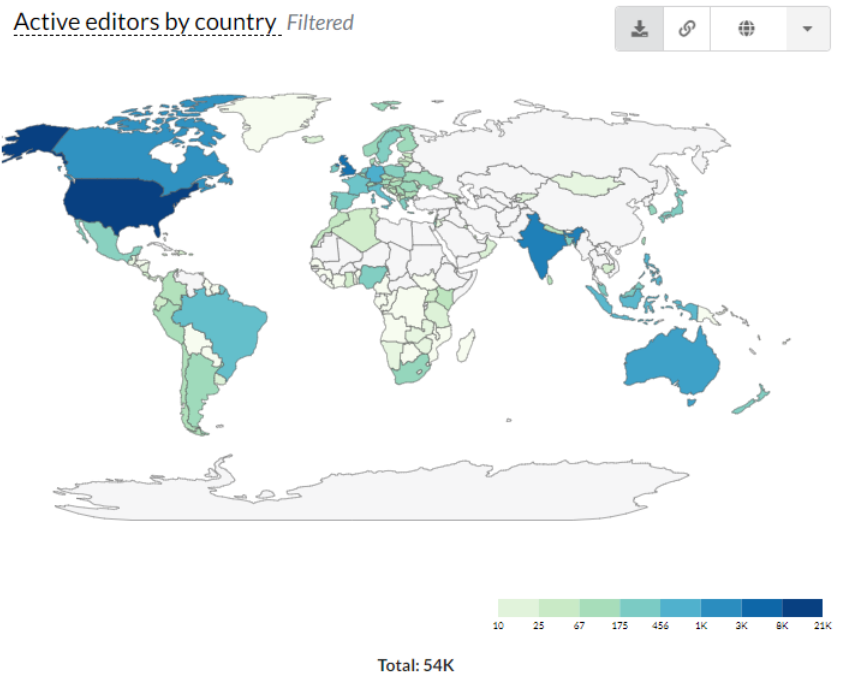 Active editors by country Filtered
10 25 67 175 456 1K 3K 8K 21K
Total: 54K